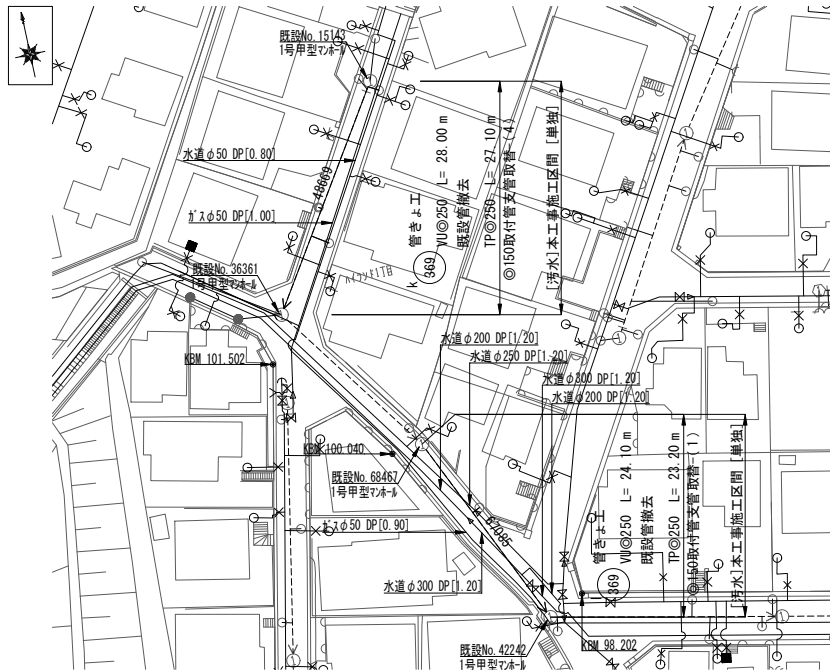 既設No.15143
1号甲型マンホール
水道φ50 DP[0.80]
ガスφ50 DP[1.00]
管きょ工
VU◎250 L= 28.00 m
既設管撤去
TP◎250 L= 27.10 m
◎150取付管支管取替-(4)
[汚水]本工事施工区間 [単独]
369
既設No.36361
1号甲型マンホール
KBM 101.502
水道φ200 DP[1.20]
水道φ250 DP[1.20]
水道φ300 DP[1.20]
水道φ200 DP[1.20]
KBM 100.040
既設No.68467
1号甲型マンホール
ガスφ50 DP[0.90]
水道φ300 DP[1.20]
管きょ工
VU◎250 L= 24.10 m
既設管撤去
TP◎250 L= 23.20 m
◎150取付管支管取替-(1)
[汚水]本工事施工区間 [単独]
369
既設No.42242
1号甲型マンホール
KBM 98.202